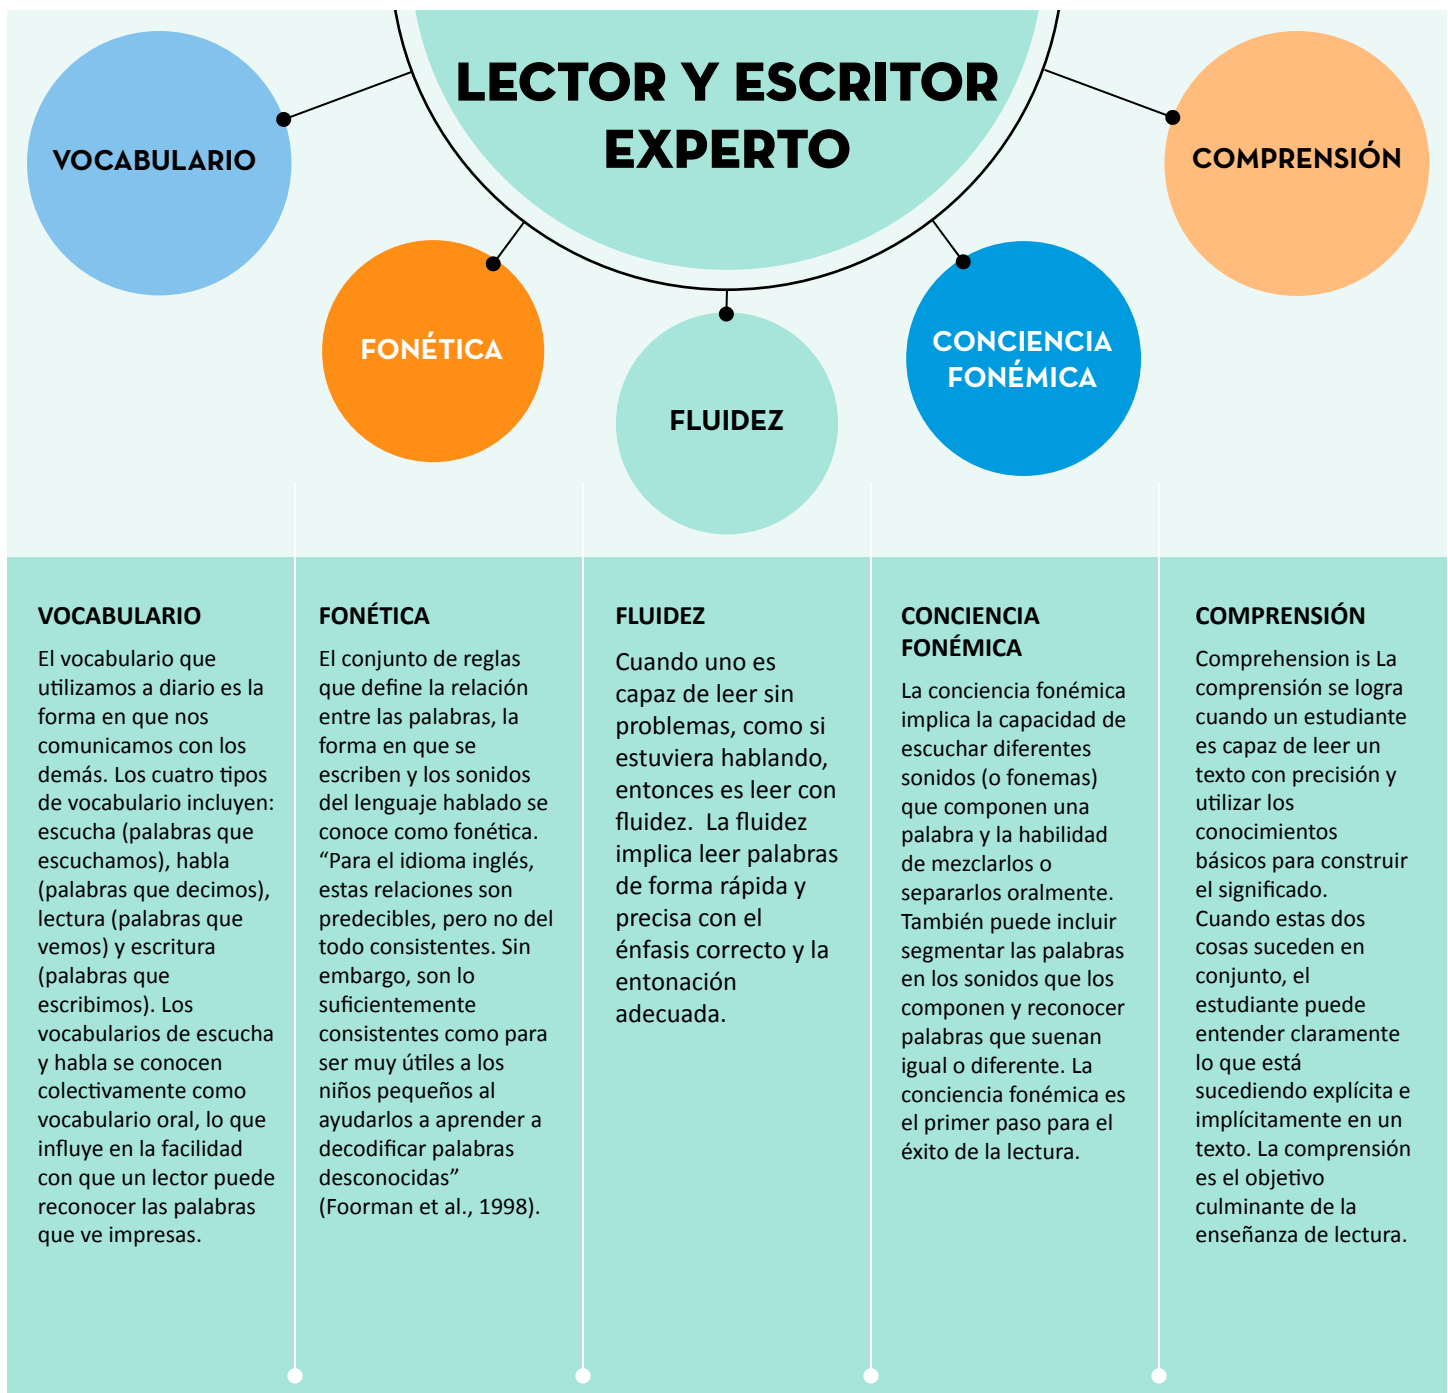 LECTOR Y ESCRITOR
EXPERTO
VOCABULARIO
COMPRENSIÓN
FONÉTICA
CONCIENCIA
FONÉMICA
FLUIDEZ
VOCABULARIO
El vocabulario que
utilizamos a diario es la
forma en que nos
comunicamos con los
demás. Los cuatro tipos
de vocabulario incluyen:
escucha (palabras que
escuchamos), habla
(palabras que decimos),
lectura (palabras que
vemos) y escritura
(palabras que
escribimos). Los
vocabularios de escucha
y habla se conocen
colectivamente como
vocabulario oral, lo que
influye en la facilidad
con que un lector puede
reconocer las palabras
que ve impresas.
FONÉTICA
El conjunto de reglas
que define la relación
entre las palabras, la
forma en que se
escriben y los sonidos
del lenguaje hablado se
conoce como fonética.
“Para el idioma inglés,
estas relaciones son
predecibles, pero no del
todo consistentes. Sin
embargo, son lo
suficientemente
consistentes como para
ser muy útiles a los
niños pequeños al
ayudarlos a aprender a
decodificar palabras
desconocidas”
(Foorman et al., 1998).
FLUIDEZ
Cuando uno es
capaz de leer sin
problemas, como si
estuviera hablando,
entonces es leer con
fluidez.  La fluidez
implica leer palabras
de forma rápida y
precisa con el
énfasis correcto y la
entonación
adecuada.
CONCIENCIA
FONÉMICA
La conciencia fonémica
implica la capacidad de
escuchar diferentes
sonidos (o fonemas)
que componen una
palabra y la habilidad
de mezclarlos o
separarlos oralmente.
También puede incluir
segmentar las palabras
en los sonidos que los
componen y reconocer
palabras que suenan
igual o diferente. La
conciencia fonémica es
el primer paso para el
éxito de la lectura.
COMPRENSIÓN
Comprehension is La
comprensión se logra
cuando un estudiante
es capaz de leer un
texto con precisión y
utilizar los
conocimientos
básicos para construir
el significado.
Cuando estas dos
cosas suceden en
conjunto, el
estudiante puede
entender claramente
lo que está
sucediendo explícita e
implícitamente en un
texto. La comprensión
es el objetivo
culminante de la
enseñanza de lectura.